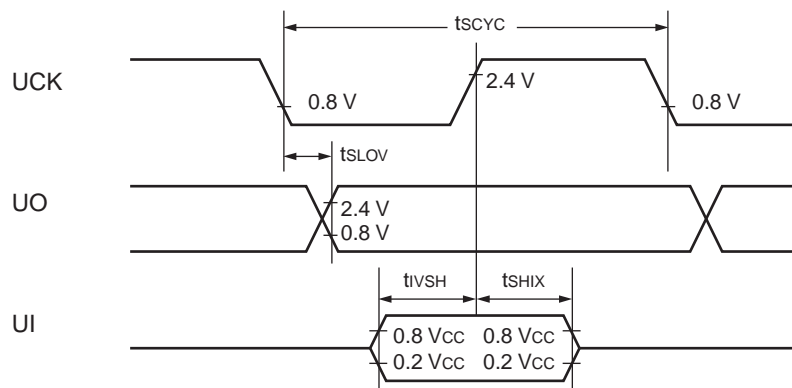 tSCYC
UCK
0.8 V
2.4 V
0.8 V
tSLOV
UO
2.4 V
0.8 V
tIVSH
tSHIX
UI
0.8 VCC
0.8 VCC
0.2 VCC
0.2 VCC